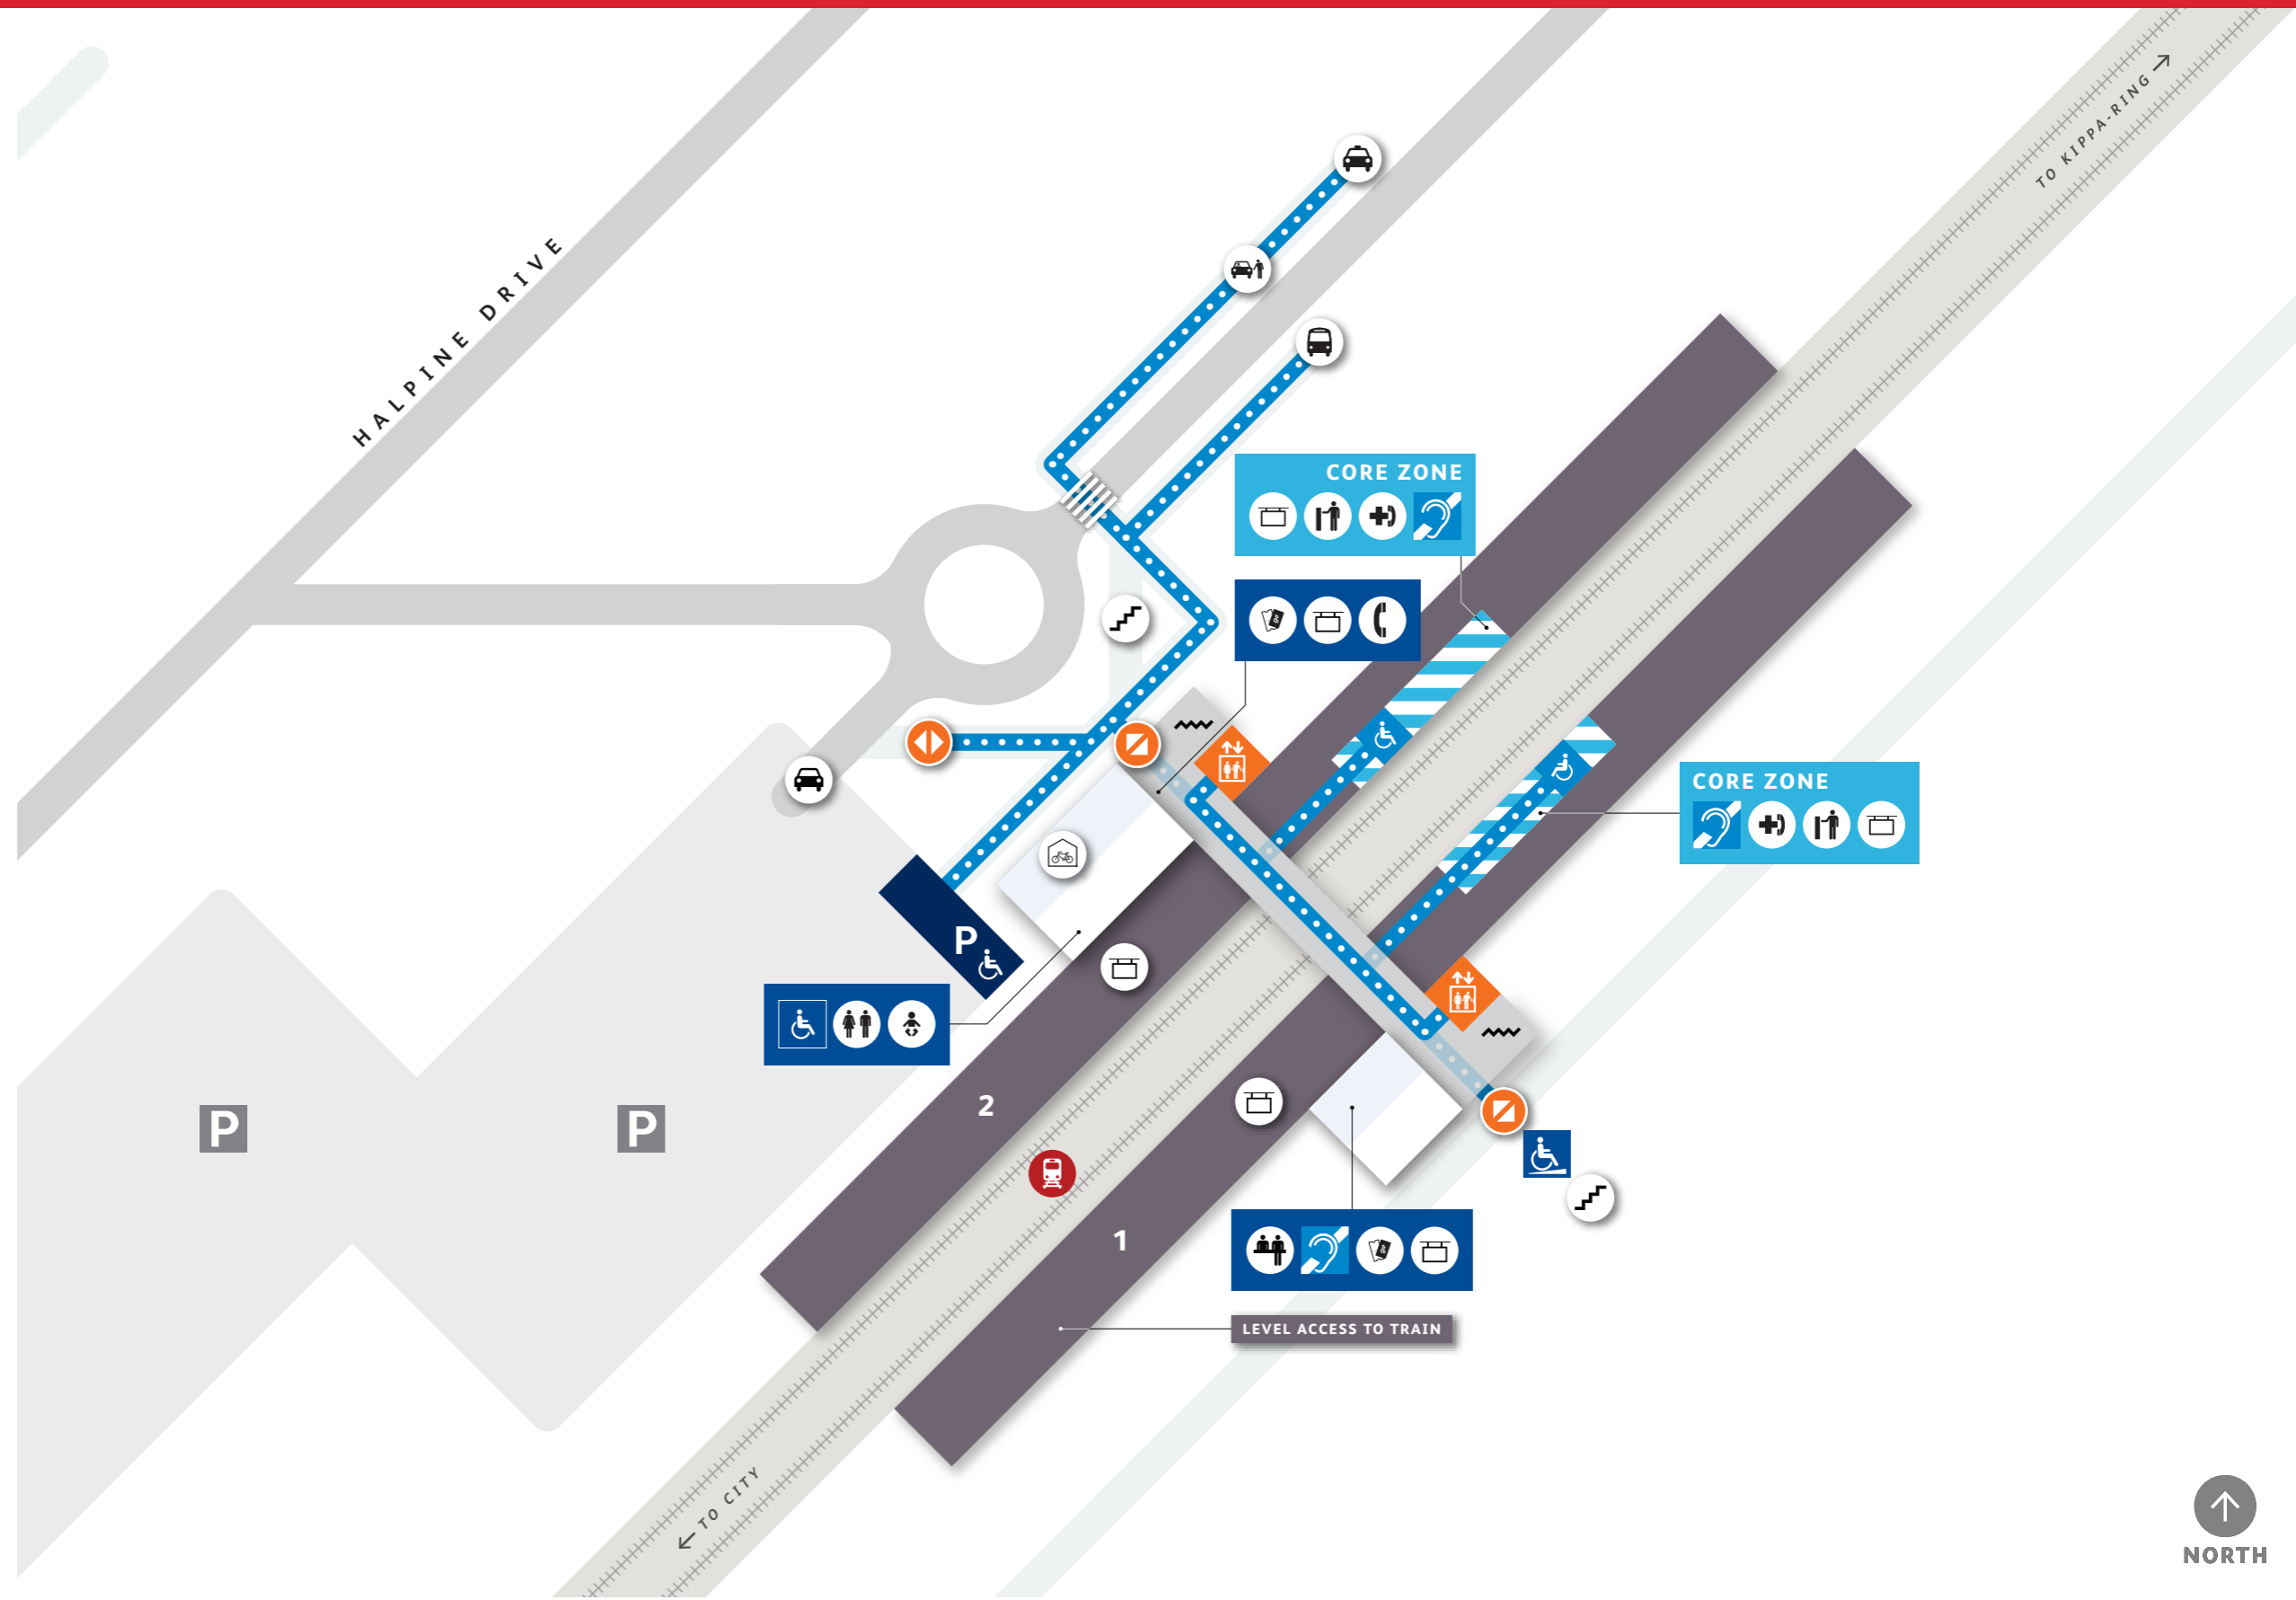 TO KIPPA-RING
HALPINE DRIVE
CORE ZONE
CORE ZONE
P
P
P
2
1
LEVEL ACCESS TO TRAIN
TO CITY
NORTH